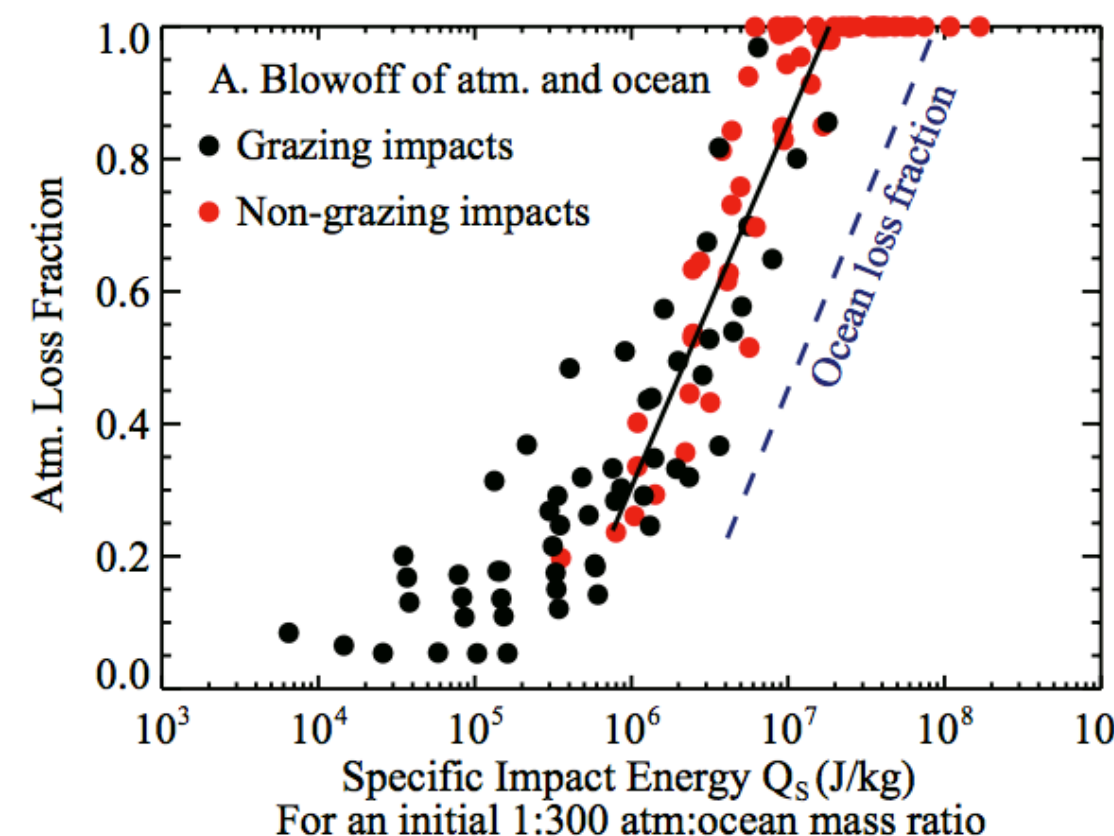 1.0
A. Blowoff of atm. and ocean
Grazing impacts
0.8
Non-grazing impacts
0.6
0.4
0.2
0.0
Atm. Loss Fraction
Ocean loss fraction
10³ 10⁴ 10⁵ 10⁶ 10⁷ 10⁸ 10
Specific Impact Energy Qₛ (J/kg)
For an initial 1:300 atm:ocean mass ratio